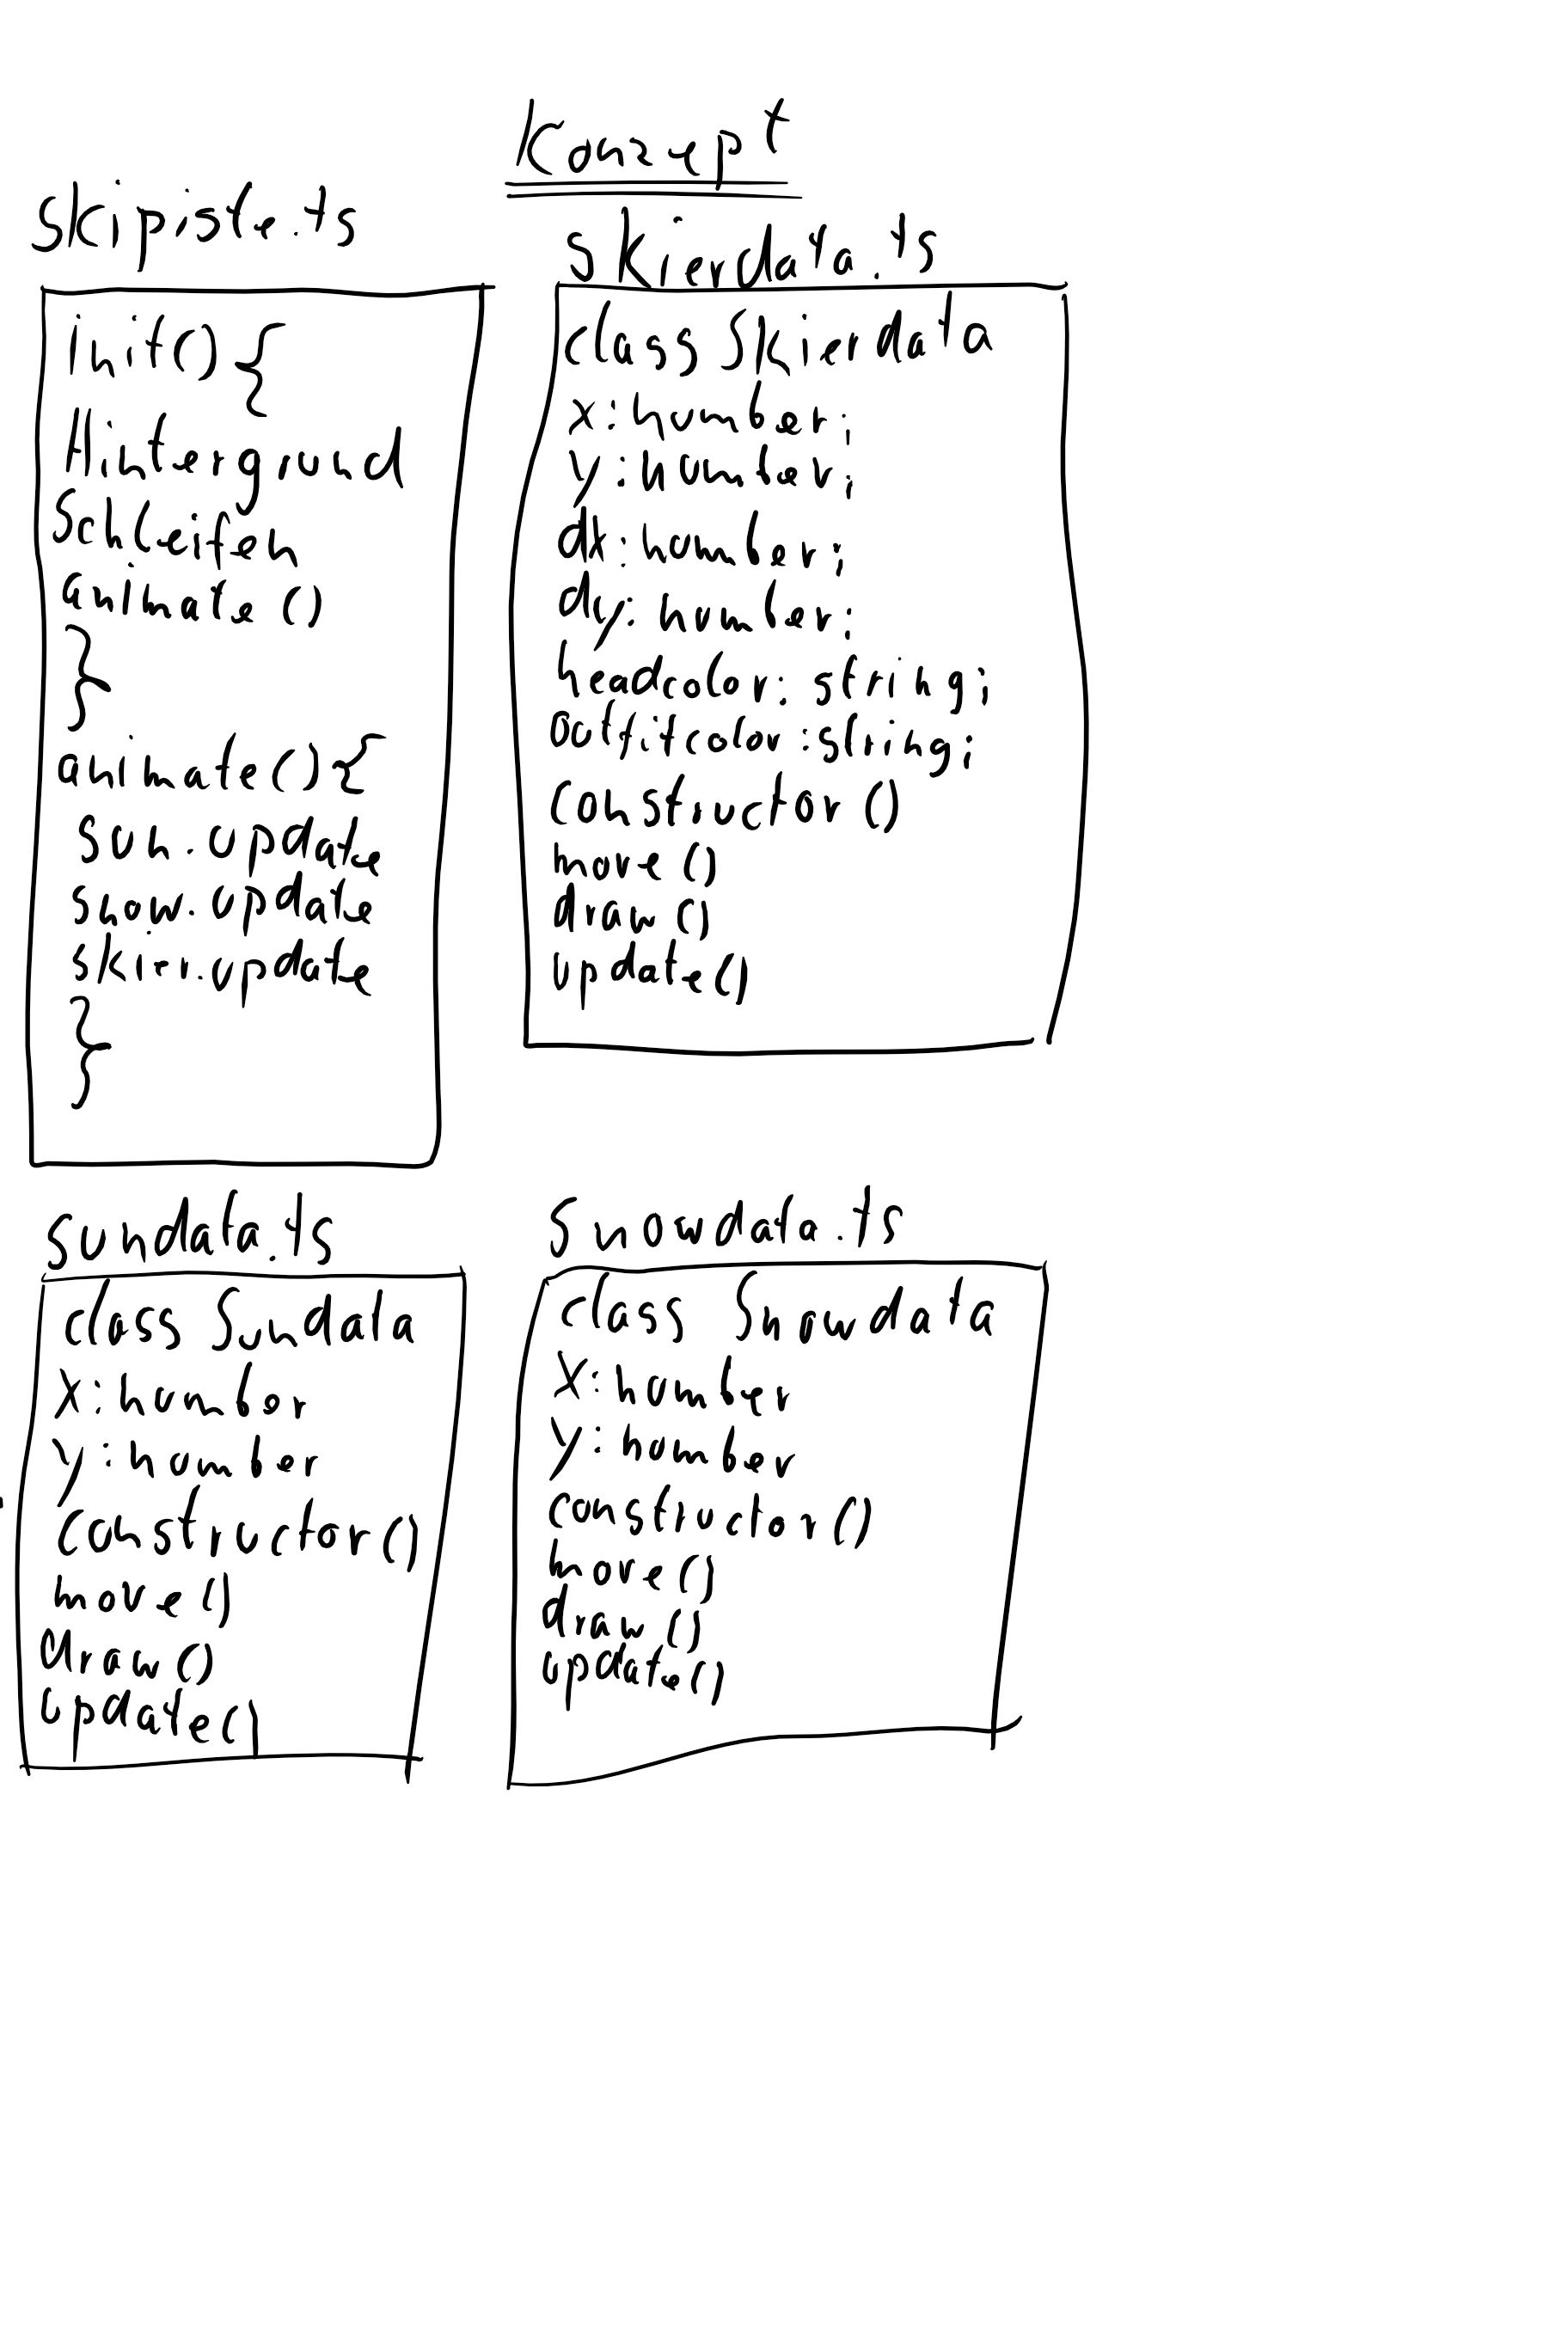 Konzept
skipiste.ts
init() {
Hintergrund
Schleifen
animate ()
}
animate() {
sun.update
snow.update
skier.update
}
Skierdata.ts
class Skierdata
x: number;
y: number;
dx: number;
dy: number;
headcolor: string;
outfitcolor: string;
constructor ()
move ()
draw ()
update()
sundata.ts
class Sundata
x: number
y: number
constructor()
move()
draw()
update()
Snowdata.ts
class Snowdata
x: number
y: number
constructor()
move()
draw()
update()